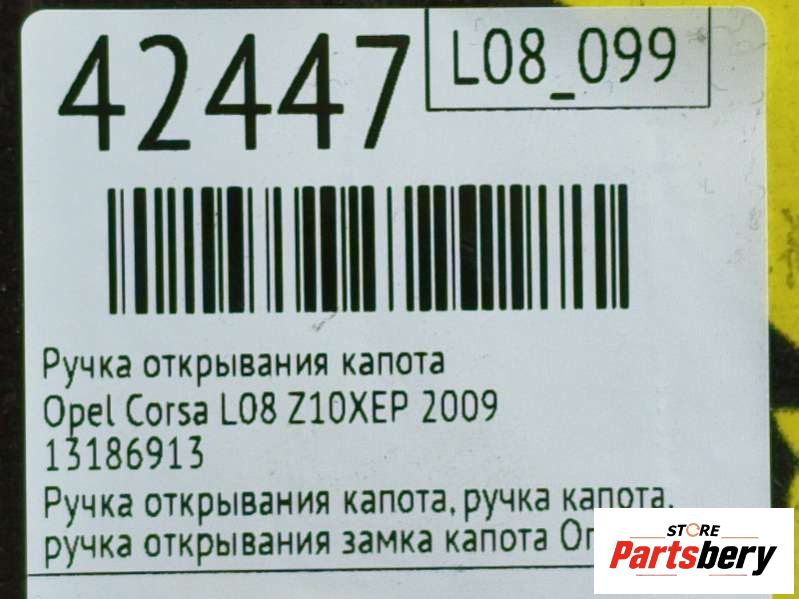 42447
L08_099
Ручка открывания капота
Opel Corsa L08 Z10XEP 2009
13186913
Ручка открывания капота, ручка капота,
ручка открывания замка капота
STORE
Partsbery